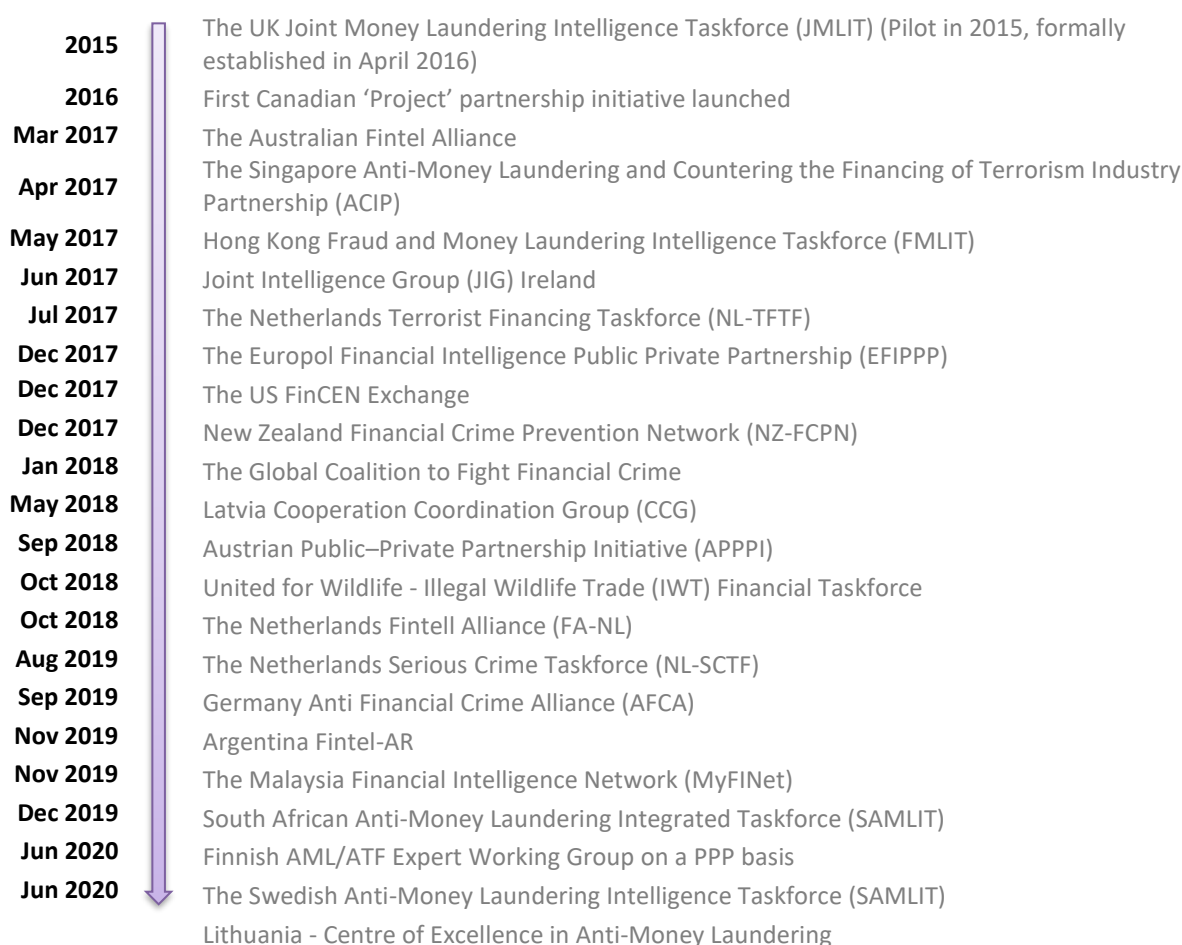 The UK Joint Money Laundering Intelligence Taskforce (JMLIT) (Pilot in 2015, formally
2015
established in April 2016)
2016 First Canadian ‘Project’ partnership initiative launched
Mar 2017 The Australian Fintel Alliance
The Singapore Anti-Money Laundering and Countering the Financing of Terrorism Industry
Apr 2017
Partnership (ACIP)
May 2017 Hong Kong Fraud and Money Laundering Intelligence Taskforce (FMLIT)
Jun 2017 Joint Intelligence Group (JIG) Ireland
Jul 2017 The Netherlands Terrorist Financing Taskforce (NL-TFTF)
Dec 2017 The Europol Financial Intelligence Public Private Partnership (EFIPPP)
Dec 2017 The US FinCEN Exchange
Dec 2017 New Zealand Financial Crime Prevention Network (NZ-FCPN)
Jan 2018 The Global Coalition to Fight Financial Crime
May 2018 Latvia Cooperation Coordination Group (CCG)
Sep 2018 Austrian Public–Private Partnership Initiative (APPPI)
Oct 2018 United for Wildlife - Illegal Wildlife Trade (IWT) Financial Taskforce
Oct 2018 The Netherlands Fintell Alliance (FA-NL)
Aug 2019 The Netherlands Serious Crime Taskforce (NL-SCTF)
Sep 2019 Germany Anti Financial Crime Alliance (AFCA)
Nov 2019 Argentina Fintel-AR
Nov 2019 The Malaysia Financial Intelligence Network (MyFINet)
Dec 2019 South African Anti-Money Laundering Integrated Taskforce (SAMLIT)
Jun 2020 Finnish AML/ATF Expert Working Group on a PPP basis
Jun 2020 The Swedish Anti-Money Laundering Intelligence Taskforce (SAMLIT)
Lithuania - Centre of Excellence in Anti-Money Laundering